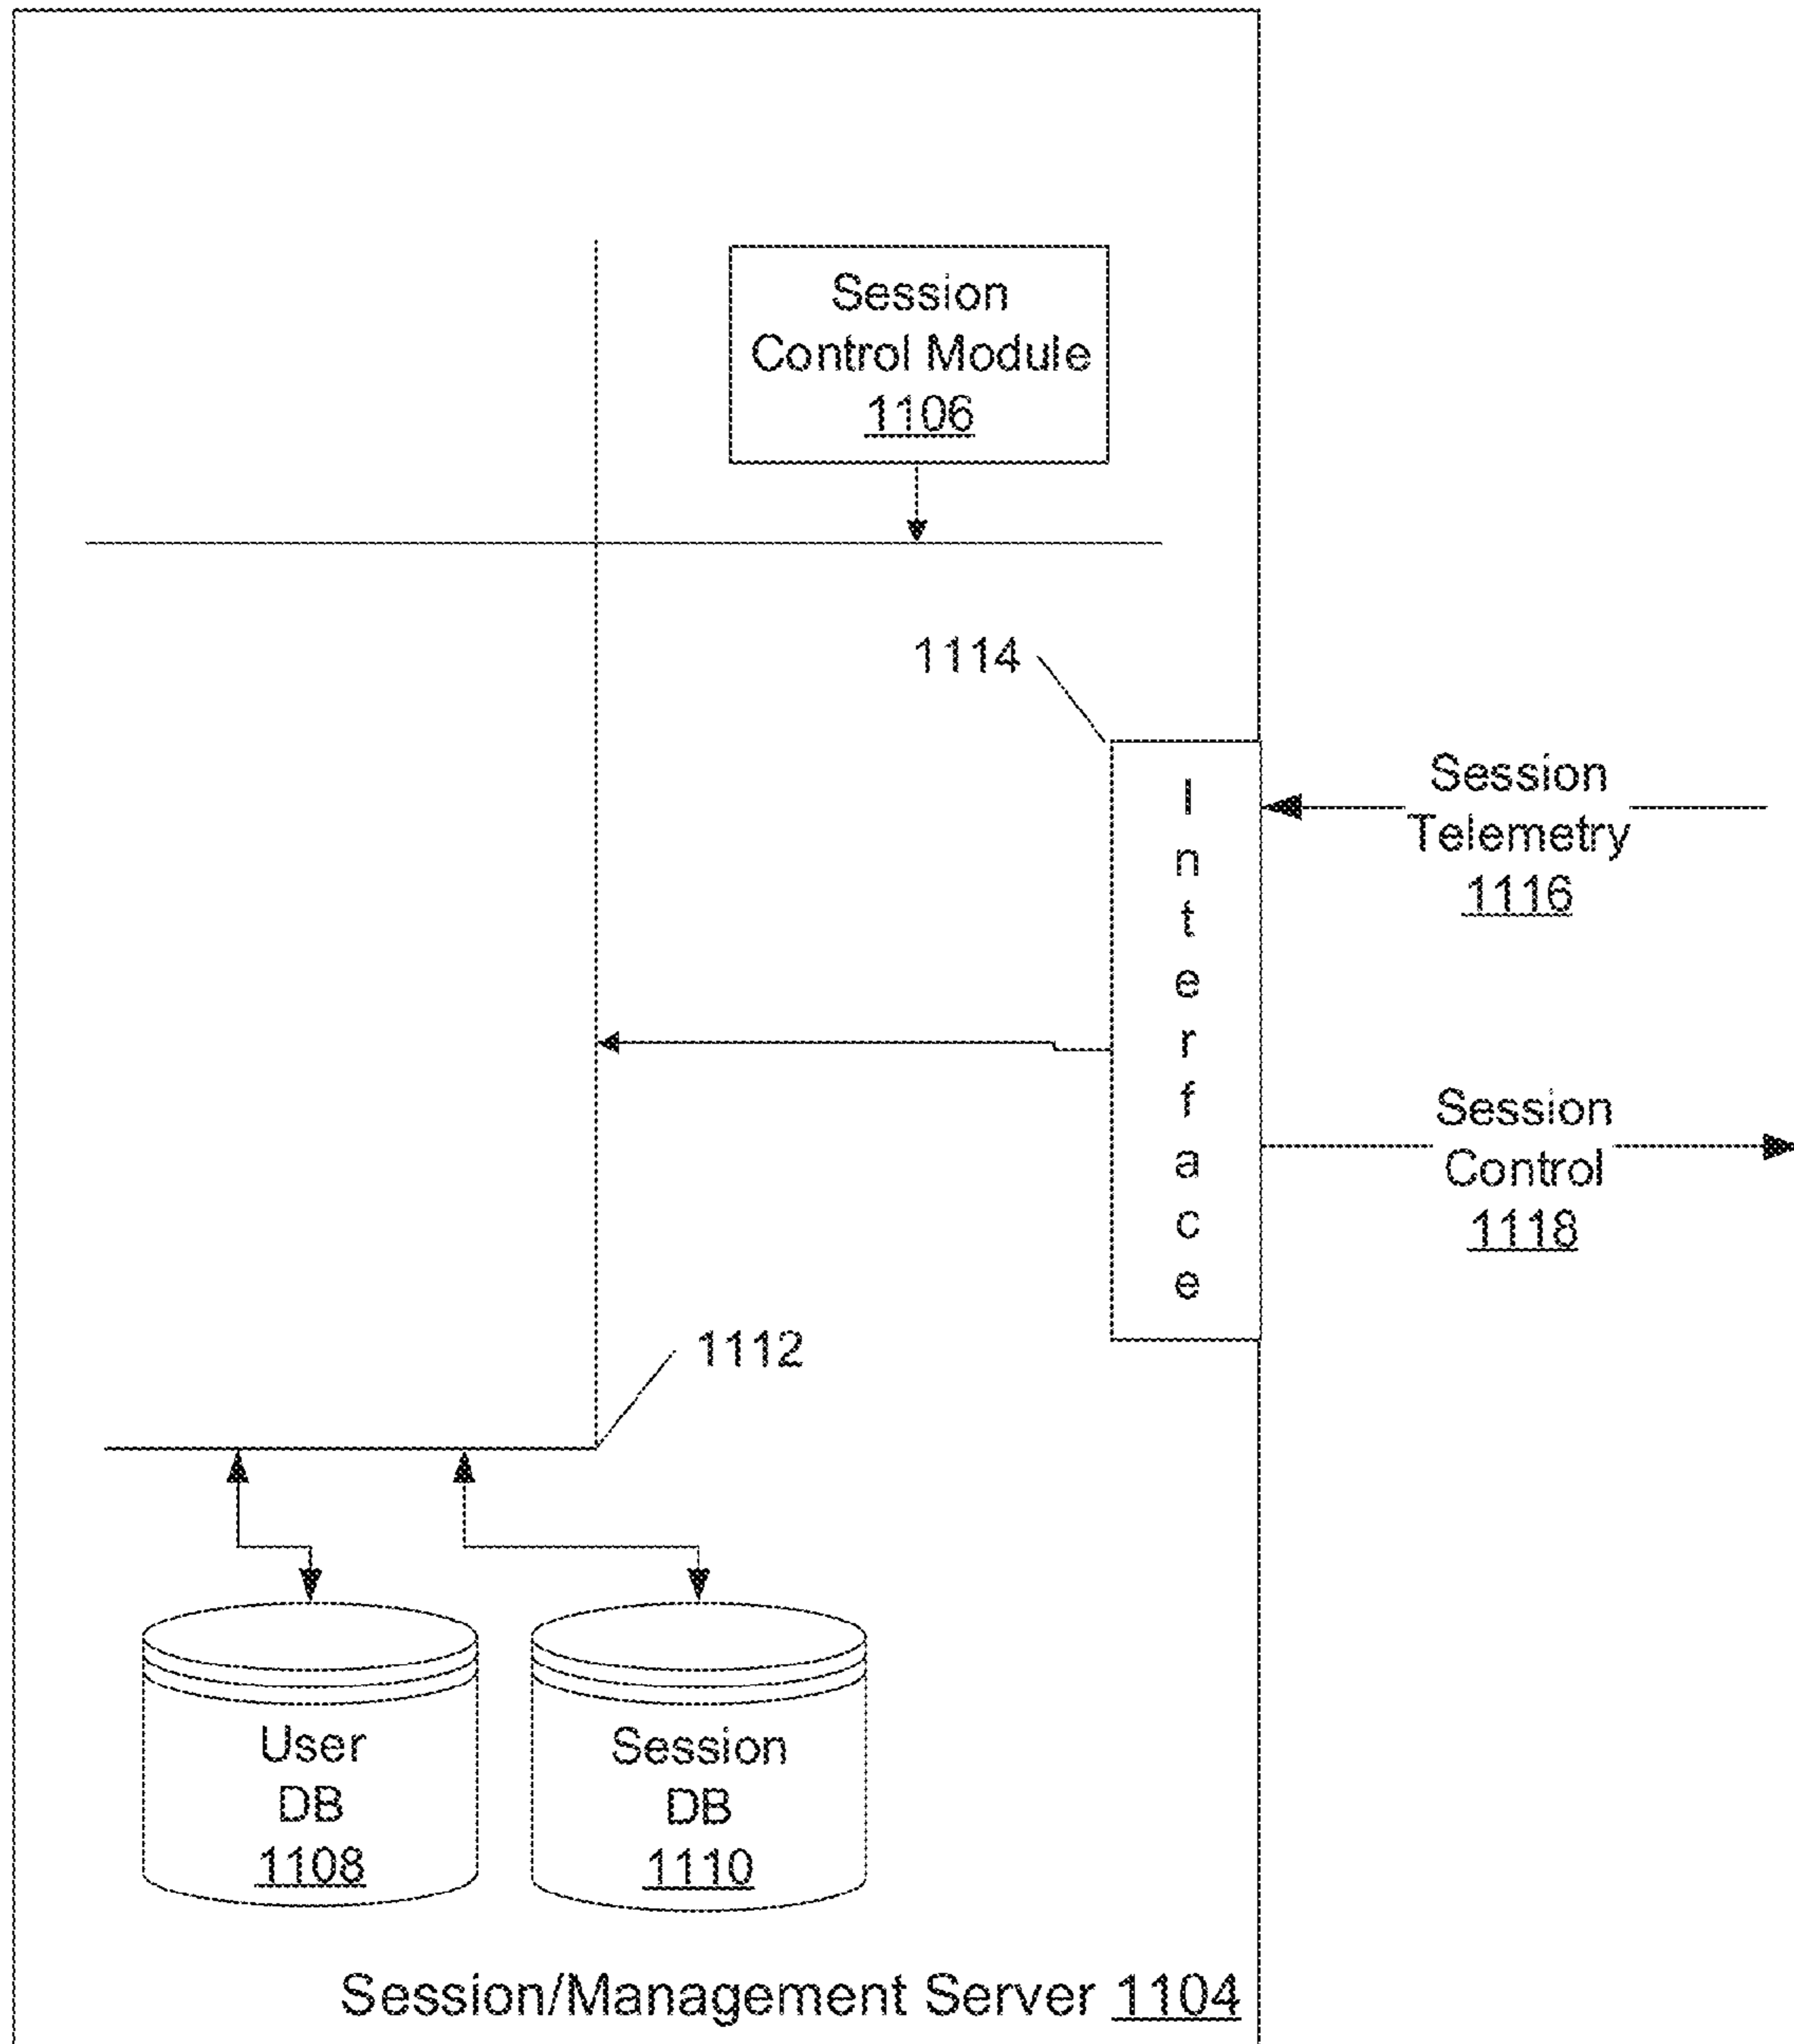 Session
Control Module
1106
1114
Interface
Session
Telemetry
1116
Session
Control
1118
1112
User
DB
1108
Session
DB
1110
Session/Management Server 1104